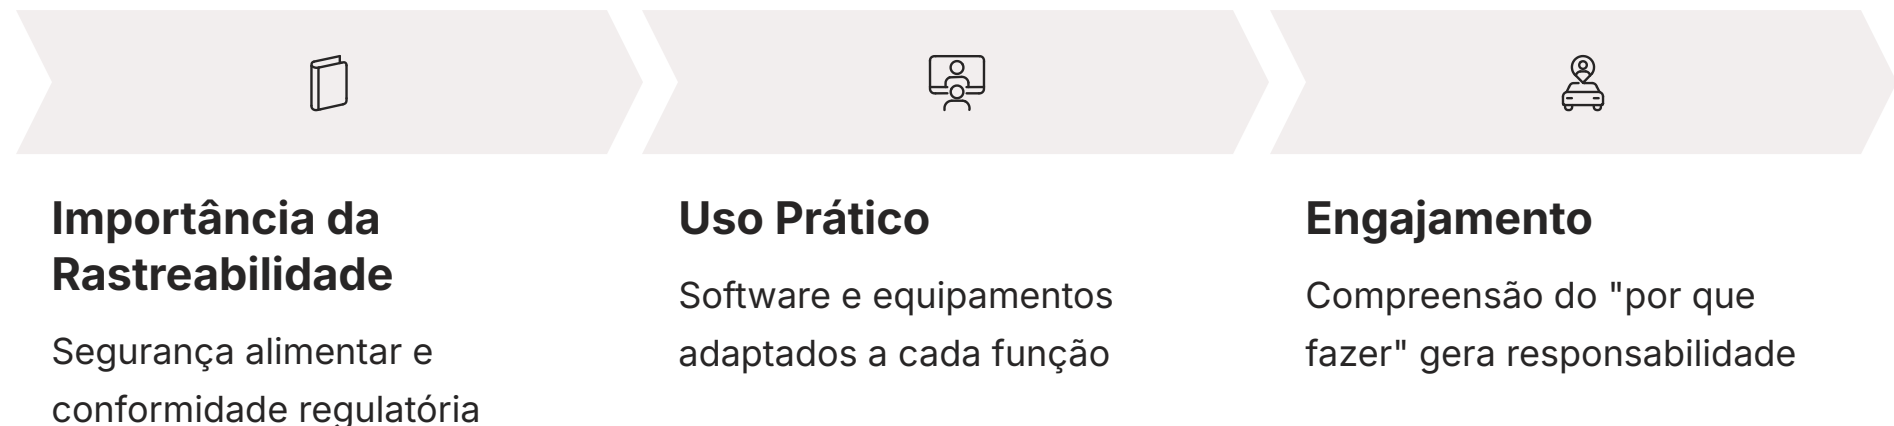 Importância da
Rastreabilidade
Segurança alimentar e
conformidade regulatória
Uso Prático
Software e equipamentos
adaptados a cada função
Engajamento
Compreensão do "por que
fazer" gera responsabilidade